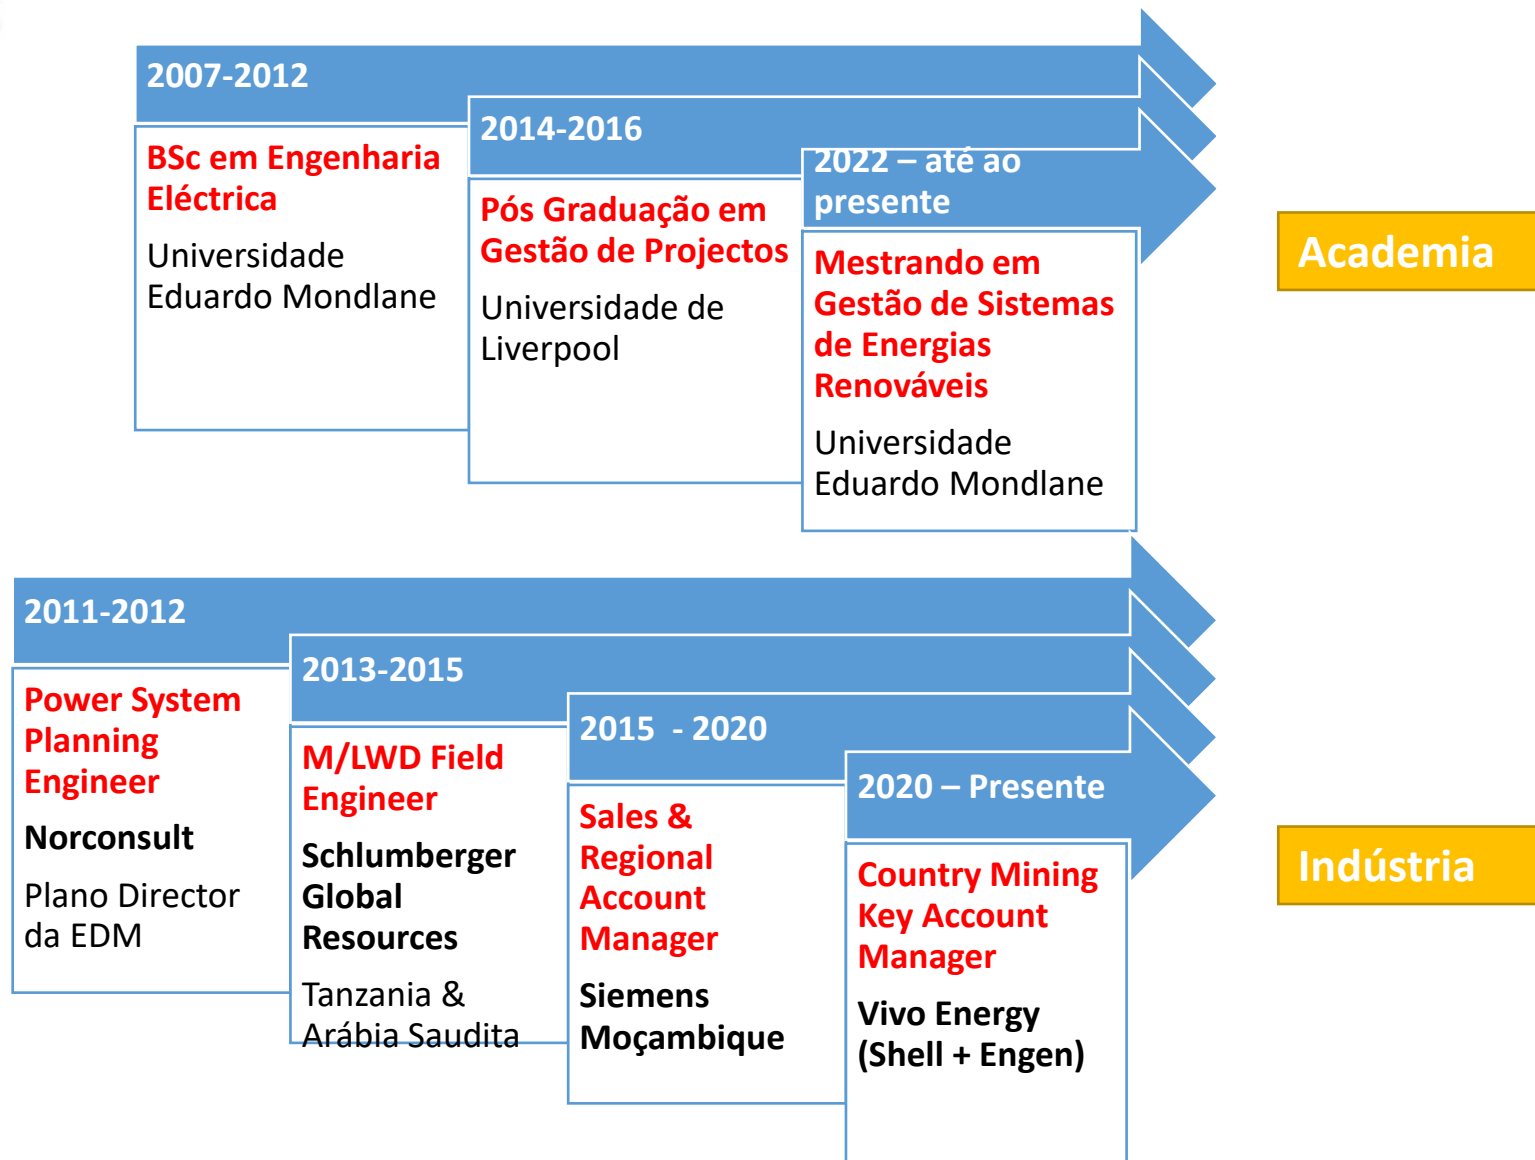 2007-2012
BSc em Engenharia
Eléctrica
Universidade
Eduardo Mondlane
2014-2016
Pós Graduação em
Gestão de Projectos
Universidade de
Liverpool
2022 – até ao
presente
Mestrando em
Gestão de Sistemas
de Energias
Renováveis
Universidade
Eduardo Mondlane
Academia
2011-2012
Power System
Planning
Engineer
Norconsult
Plano Director
da EDM
2013-2015
M/LWD Field
Engineer
Schlumberger
Global
Resources
Tanzania &
Arábia Saudita
2015 - 2020
Sales &
Regional
Account
Manager
Siemens
Moçambique
2020 – Presente
Country Mining
Key Account
Manager
Vivo Energy
(Shell + Engen)
Indústria